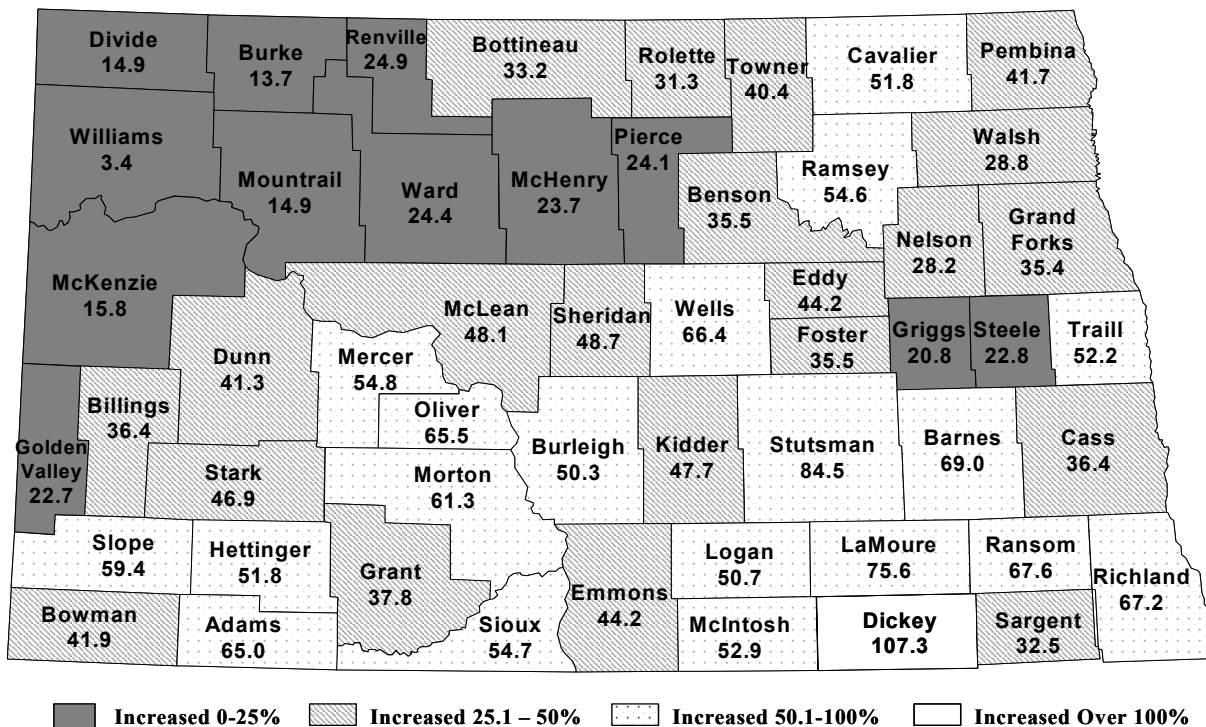 Divide
14.9
Burke
13.7
Renville
24.9
Bottineau
33.2
Rolette
31.3
Towner
40.4
Cavalier
51.8
Pembina
41.7
Williams
3.4
Mountrail
14.9
Ward
24.4
McHenry
23.7
Pierce
24.1
Benson
35.5
Ramsey
54.6
Walsh
28.8
Nelson
28.2
Grand
Forks
35.4
McKenzie
15.8
Dunn
41.3
Mercer
54.8
Oliver
65.5
McLean
48.1
Sheridan
48.7
Wells
66.4
Eddy
44.2
Foster
35.5
Griggs
20.8
Steele
22.8
Traill
52.2
Golden
Valley
22.7
Billings
36.4
Stark
46.9
Morton
61.3
Burleigh
50.3
Kidder
47.7
Stutsman
84.5
Barnes
69.0
Cass
36.4
Slope
59.4
Hettinger
51.8
Grant
37.8
Sioux
54.7
Emmons
44.2
Logan
50.7
LaMoure
75.6
Ransom
67.6
Richland
67.2
Bowman
41.9
Adams
65.0
McIntosh
52.9
Dickey
107.3
Sargent
32.5
Increased 0-25%
Increased 25.1 – 50%
Increased 50.1-100%
Increased Over 100%